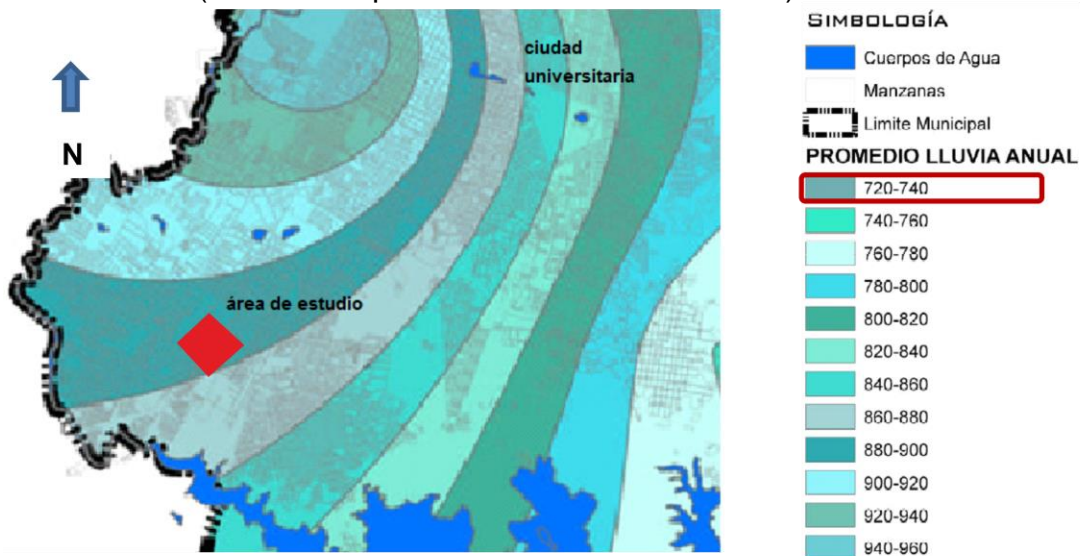 ciudad
universitaria
N
área de estudio
SIMBOLOGÍA
Cuerpos de Agua
Manzanas
Limite Municipal
PROMEDIO LLUVIA ANUAL
720-740
740-760
760-780
780-800
800-820
820-840
840-860
860-880
880-900
900-920
920-940
940-960